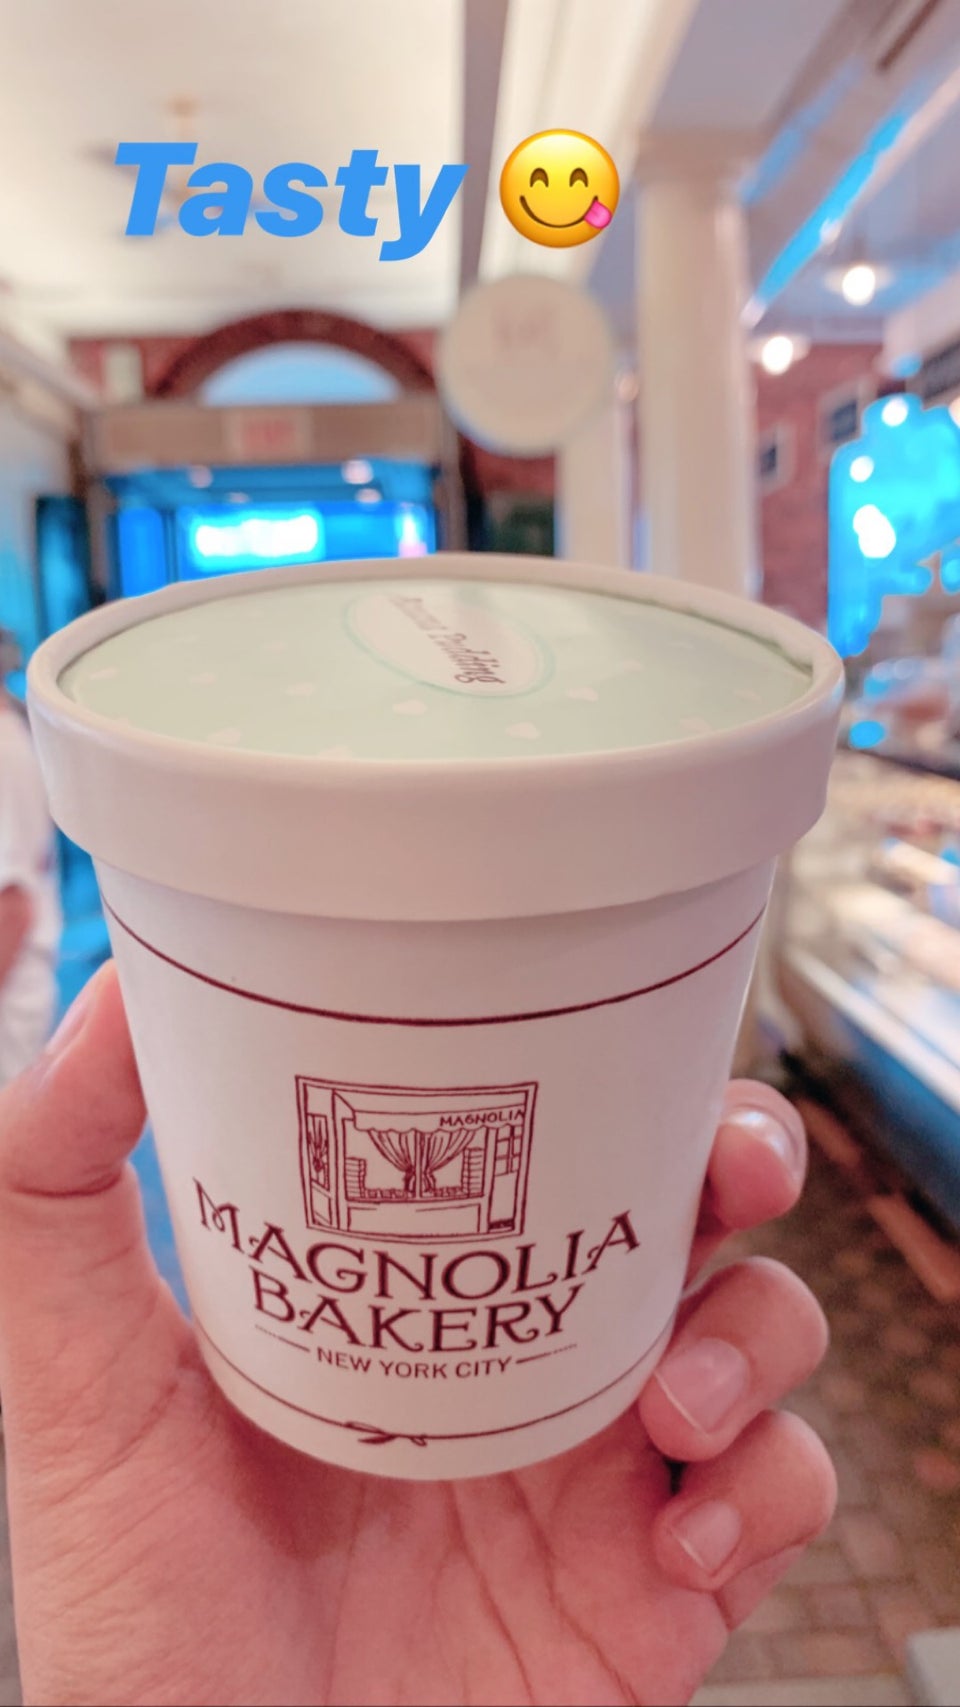 Tasty 😋
Banana Pudding
MAGNOLIA
MAGNOLIA
BAKERY
NEW YORK CITY